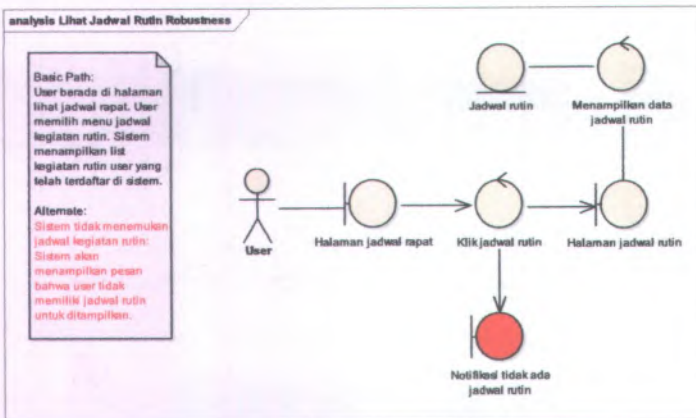 analysis Lihat Jadwal Rutin Robustness
Basic Path:
User berada di halaman
lihat jadwal rapat. User
memilih menu jadwal
kegiatan rutin. Sistem
menampilkan list
kegiatan rutin user yang
telah terdaftar di sistem.
Alternate:
Sistem tidak menemukan
jadwal kegiatan rutin:
Sistem akan
menampilkan pesan
bahwa user tidak
memiliki jadwal rutin
untuk ditampilkan.
Jadwal rutin
Menampilkan data
jadwal rutin
User
Halaman jadwal rapat
Klik jadwal rutin
Halaman jadwal rutin
Notifikasi tidak ada
jadwal rutin